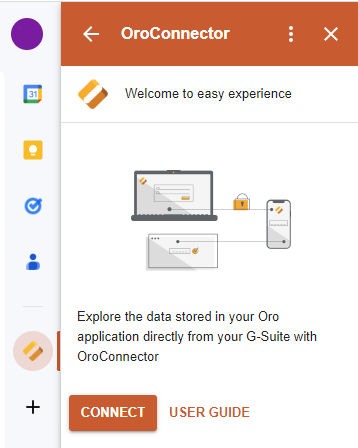 OroConnector
31
Welcome to easy experience
Explore the data stored in your Oro
application directly from your G-Suite with
OroConnector
CONNECT USER GUIDE